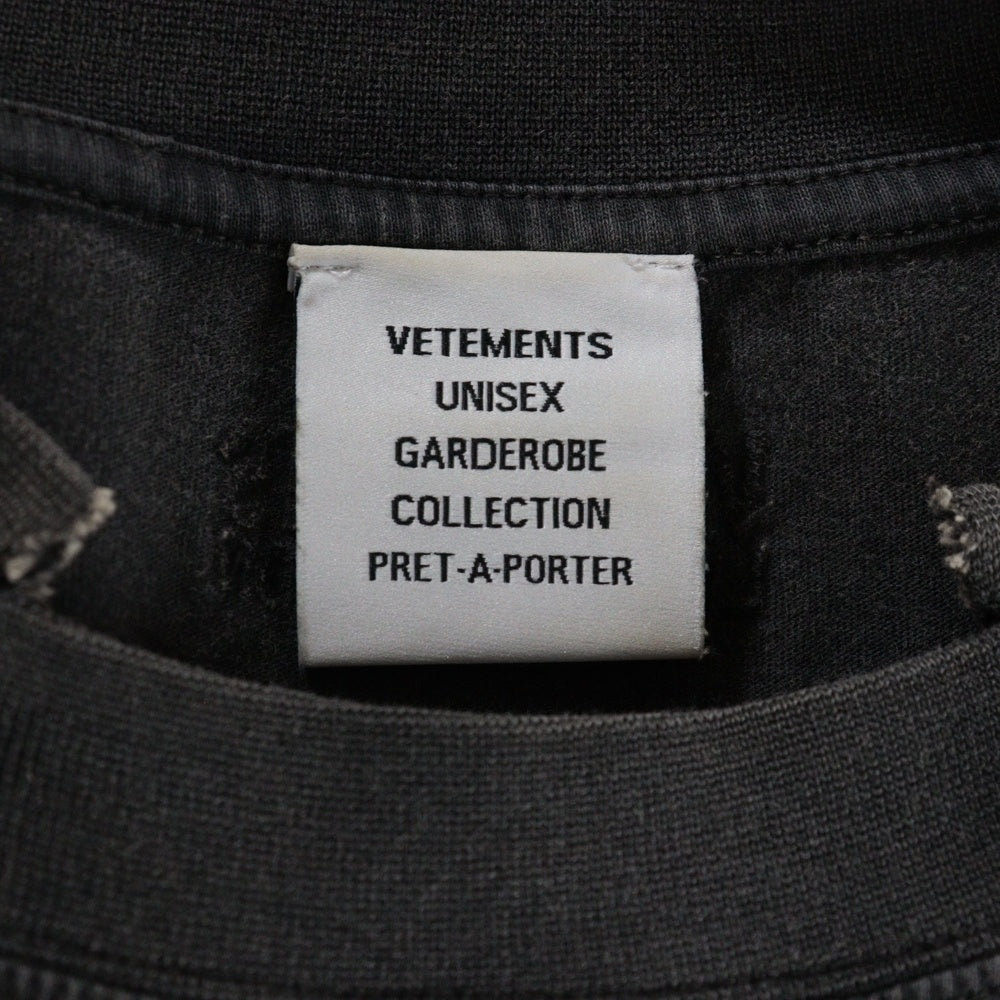 VETEMENTS
UNISEX
GARDEROBE
COLLECTION
PRET-A-PORTER